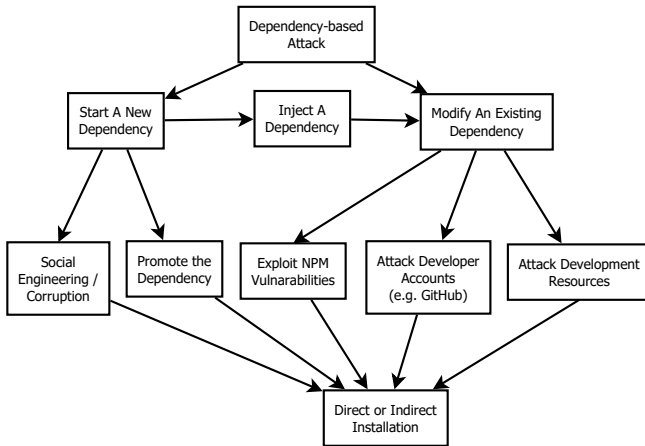 Dependency-based
Attack
Start A New
Dependency
Inject A
Dependency
Modify An Existing
Dependency
Social
Engineering /
Corruption
Promote the
Dependency
Exploit NPM
Vulnarabilities
Attack Developer
Accounts
(e.g. GitHub)
Attack Development
Resources
Direct or Indirect
Installation